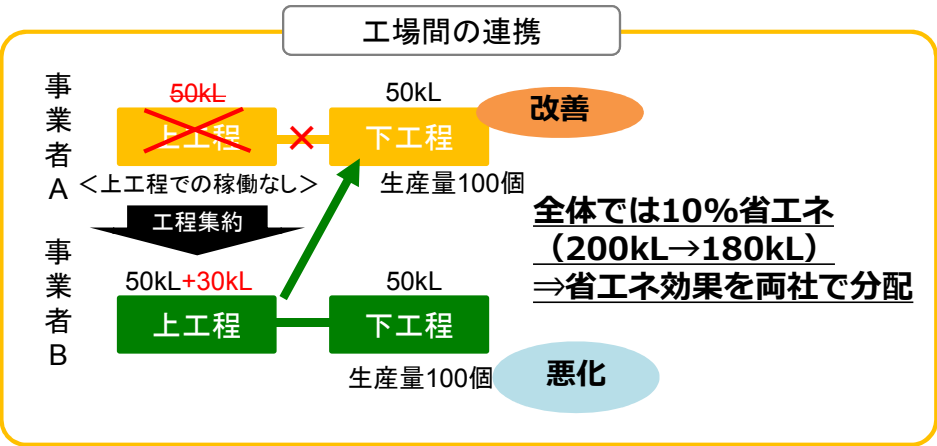 工場間の連携
事業者A
50kL
50kL
改善
上工程
下工程
＜上工程での稼働なし＞
生産量100個
工程集約
全体では10%省エネ
（200kL→180kL）
⇒省エネ効果を両社で分配
事業者B
50kL+30kL
50kL
上工程
下工程
生産量100個
悪化